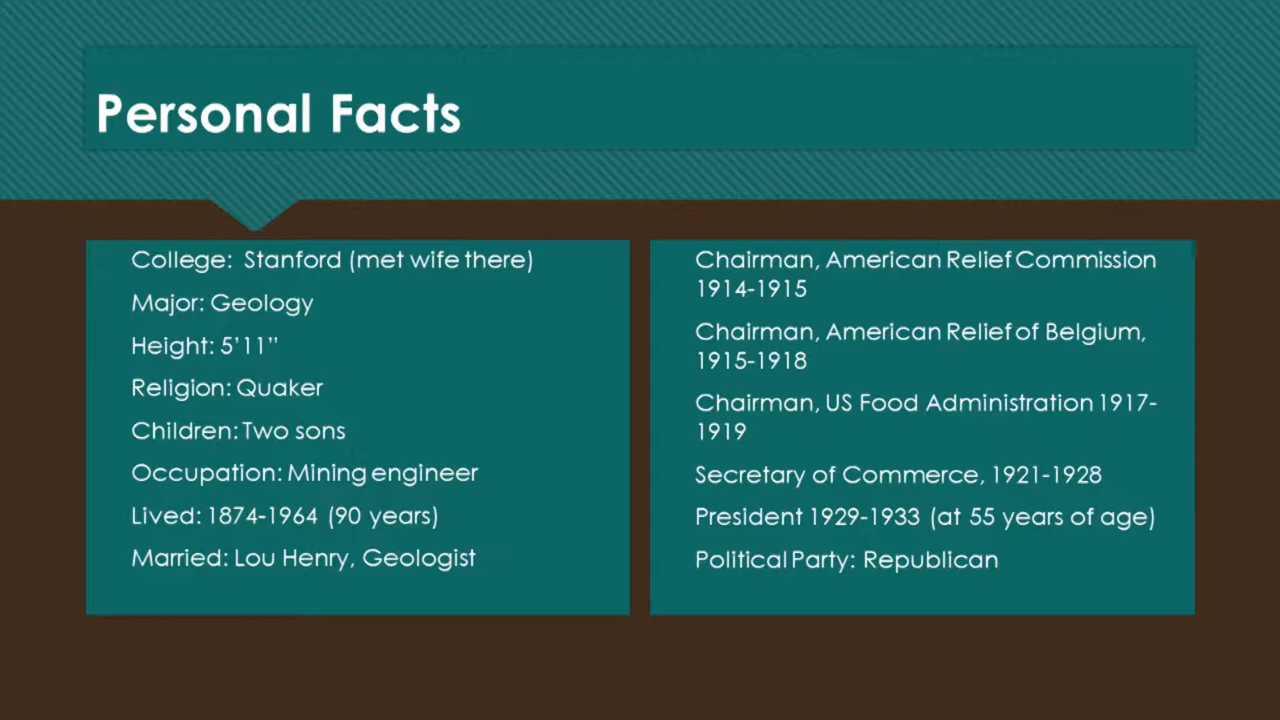 Personal Facts
College: Stanford (met wife there)
Major: Geology
Height: 5’11”
Religion: Quaker
Children: Two sons
Occupation: Mining engineer
Lived: 1874-1964 (90 years)
Married: Lou Henry, Geologist
Chairman, American Relief Commission
1914-1915
Chairman, American Relief of Belgium,
1915-1918
Chairman, US Food Administration 1917-
1919
Secretary of Commerce, 1921-1928
President 1929-1933 (at 55 years of age)
Political Party: Republican